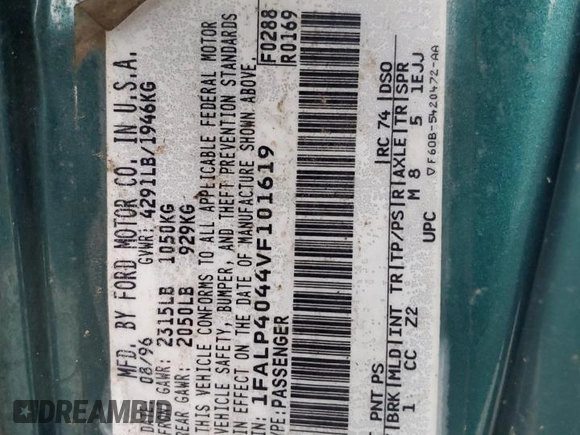 MFD. BY FORD MOTOR CO. IN U.S.A.
08/96 GVWR: 4291LB/1946KG
GAWR: 2315LB 1050KG
REAR GAWR: 2050LB 929KG
THIS VEHICLE CONFORMS TO ALL APPLICABLE FEDERAL MOTOR
VEHICLE SAFETY, BUMPER, AND THEFT PREVENTION STANDARDS
IN EFFECT ON THE DATE OF MANUFACTURE SHOWN ABOVE.
1FALP4044VF101619
TYPE: PASSENGER
F0288
R0169
PNT PS RC 74 DSO
BRK MLD INT TR TP/PS R AXLE TR SPR
1 CC Z2 M 8 5 1EJJ
UPC
▽F60B-5420472-AA
DREAMBID